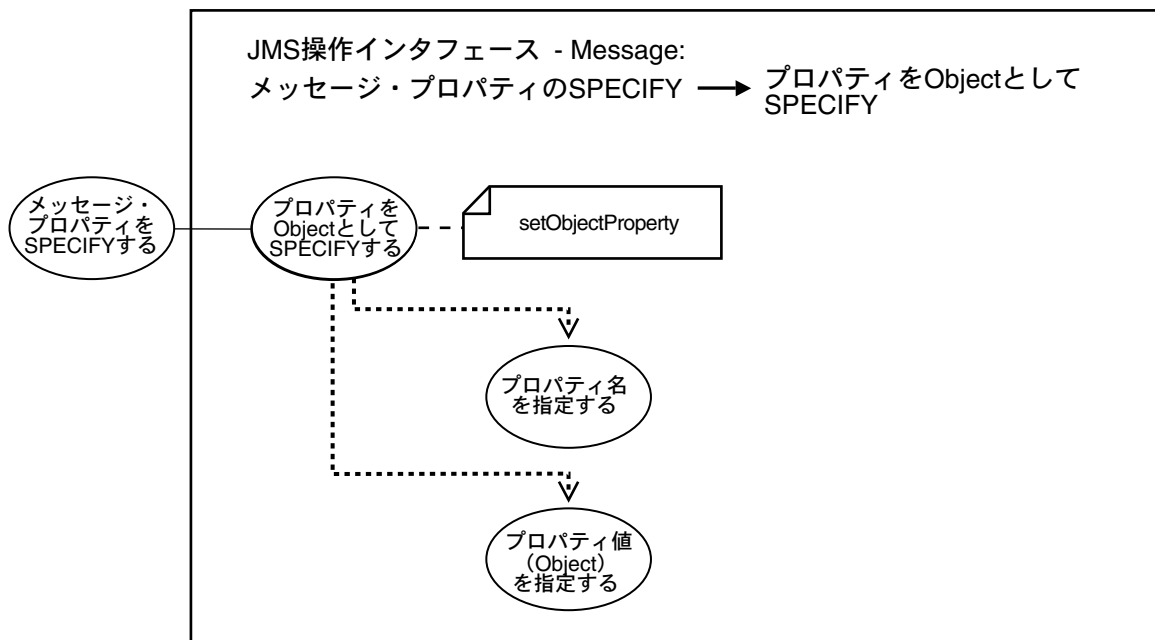 JMS操作インタフェース - Message:
メッセージ・プロパティのSPECIFY
プロパティをObjectとして
SPECIFY
メッセージ・
プロパティを
SPECIFYする
プロパティを
Objectとして
SPECIFYする
setObjectProperty
プロパティ名
を指定する
プロパティ値
（Object）
を指定する